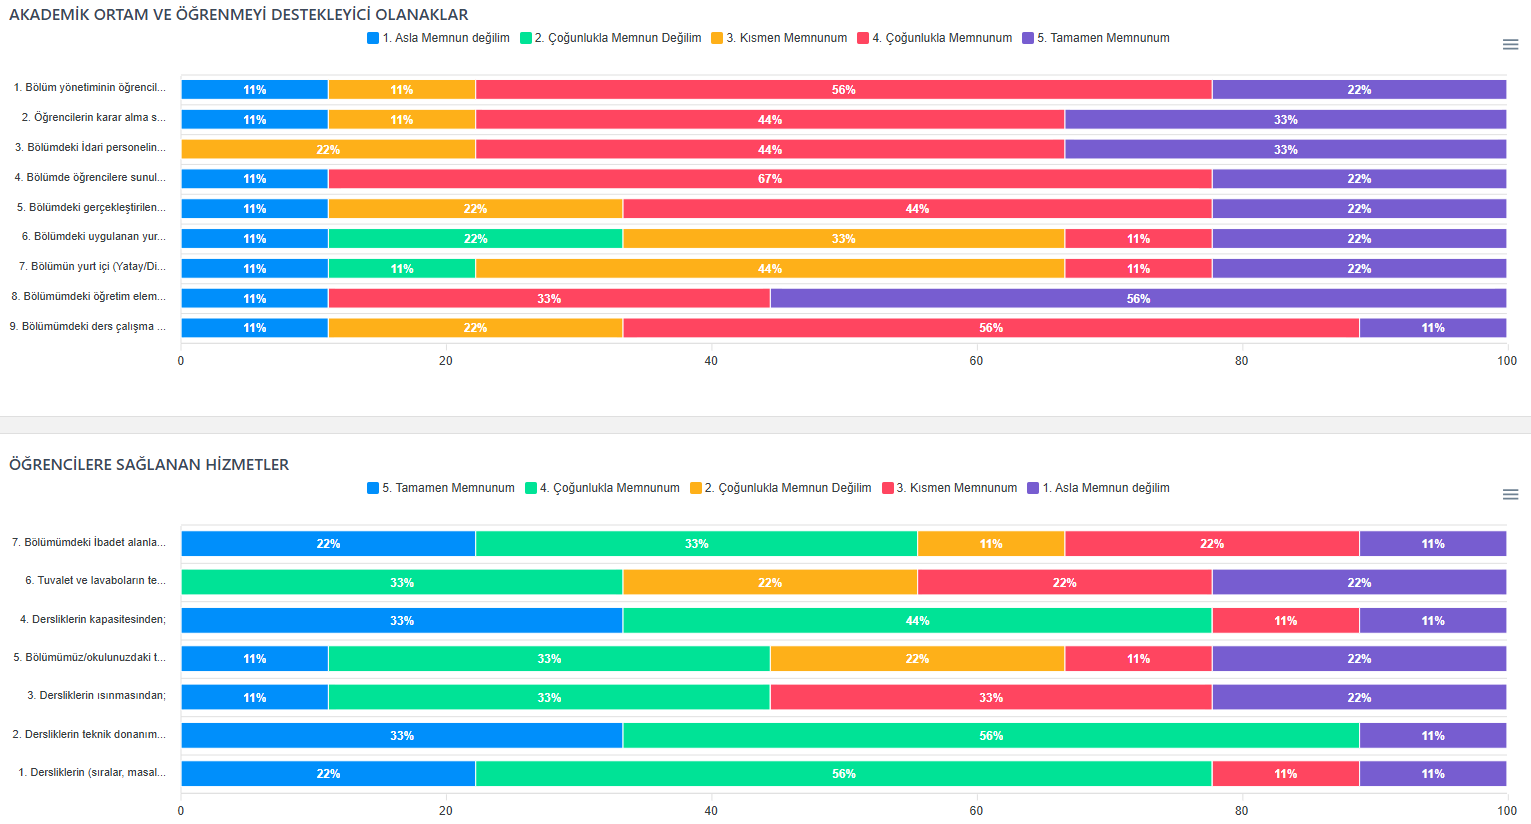 AKADEMİK ORTAM VE ÖĞRENMEYİ DESTEKLEYİCİ OLANAKLAR
1. Asla Memnun değilim 2. Çoğunlukla Memnun Değilim 3. Kısmen Memnunum 4. Çoğunlukla Memnunum 5. Tamamen Memnunum
1. Bölüm yönetiminin öğrencil... 11% 11% 56% 22%
2. Öğrencilerin karar alma s... 11% 11% 44% 33%
3. Bölümdeki İdari personelin... 22% 44% 33%
4. Bölümde öğrencilere sunul... 11% 67% 22%
5. Bölümdeki gerçekleştirilen... 11% 22% 44% 22%
6. Bölümdeki uygulanan yur... 11% 22% 33% 11% 22%
7. Bölümün yurt içi (Yatay/Di... 11% 11% 44% 11% 22%
8. Bölümümdeki öğretim elem... 11% 33% 56%
9. Bölümümdeki ders çalışma ... 11% 22% 56% 11%
0 20 40 60 80 100
ÖĞRENCİLERE SAĞLANAN HİZMETLER
5. Tamamen Memnunum 4. Çoğunlukla Memnunum 2. Çoğunlukla Memnun Değilim 3. Kısmen Memnunum 1. Asla Memnun değilim
7. Bölümümdeki İbadet alanla... 22% 33% 11% 22% 11%
6. Tuvalet ve lavaboların te... 33% 22% 22% 22%
4. Dersliklerin kapasitesinden; 33% 44% 11% 11%
5. Bölümümüz/okulunuzdaki t... 11% 33% 22% 11% 22%
3. Dersliklerin ısınmasından; 11% 33% 33% 22%
2. Dersliklerin teknik donanım... 33% 56% 11%
1. Dersliklerin (sıralar, masal... 22% 56% 11% 11%
0 20 40 60 80 100